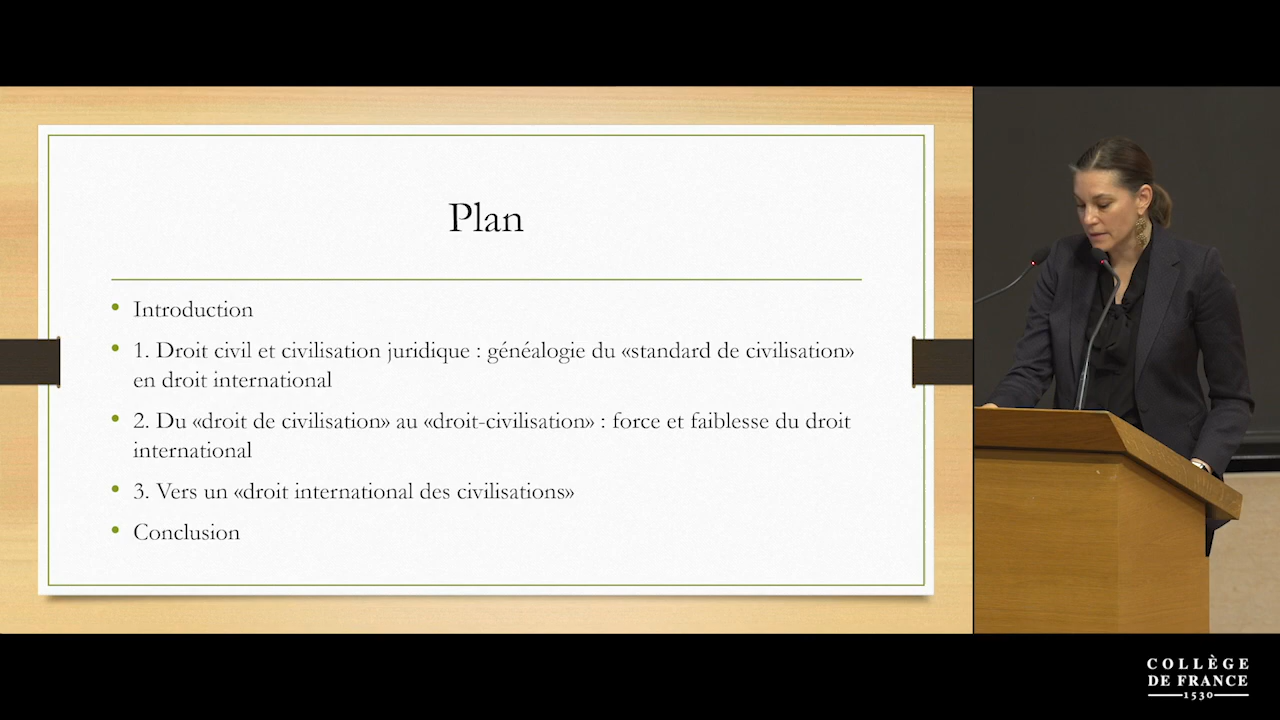 Plan
• Introduction
• 1. Droit civil et civilisation juridique : généalogie du «standard de civilisation»
en droit international
• 2. Du «droit de civilisation» au «droit-civilisation» : force et faiblesse du droit
international
• 3. Vers un «droit international des civilisations»
• Conclusion
COLLÈGE
DE FRANCE
1530